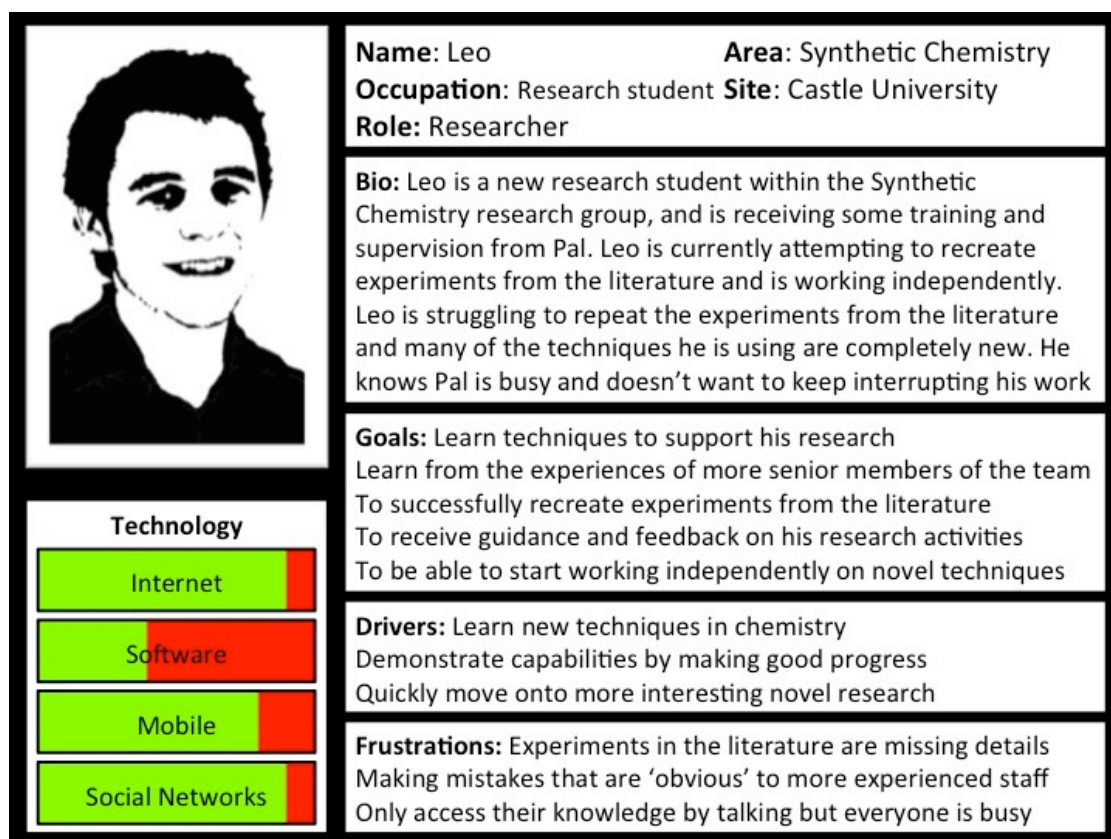 Name: Leo Area: Synthetic Chemistry
Occupation: Research student Site: Castle University
Role: Researcher
Bio: Leo is a new research student within the Synthetic
Chemistry research group, and is receiving some training and
supervision from Pal. Leo is currently attempting to recreate
experiments from the literature and is working independently.
Leo is struggling to repeat the experiments from the literature
and many of the techniques he is using are completely new. He
knows Pal is busy and doesn’t want to keep interrupting his work
Goals: Learn techniques to support his research
Learn from the experiences of more senior members of the team
To successfully recreate experiments from the literature
To receive guidance and feedback on his research activities
To be able to start working independently on novel techniques
Drivers: Learn new techniques in chemistry
Demonstrate capabilities by making good progress
Quickly move onto more interesting novel research
Frustrations: Experiments in the literature are missing details
Making mistakes that are ‘obvious’ to more experienced staff
Only access their knowledge by talking but everyone is busy
Technology
Internet
Software
Mobile
Social Networks